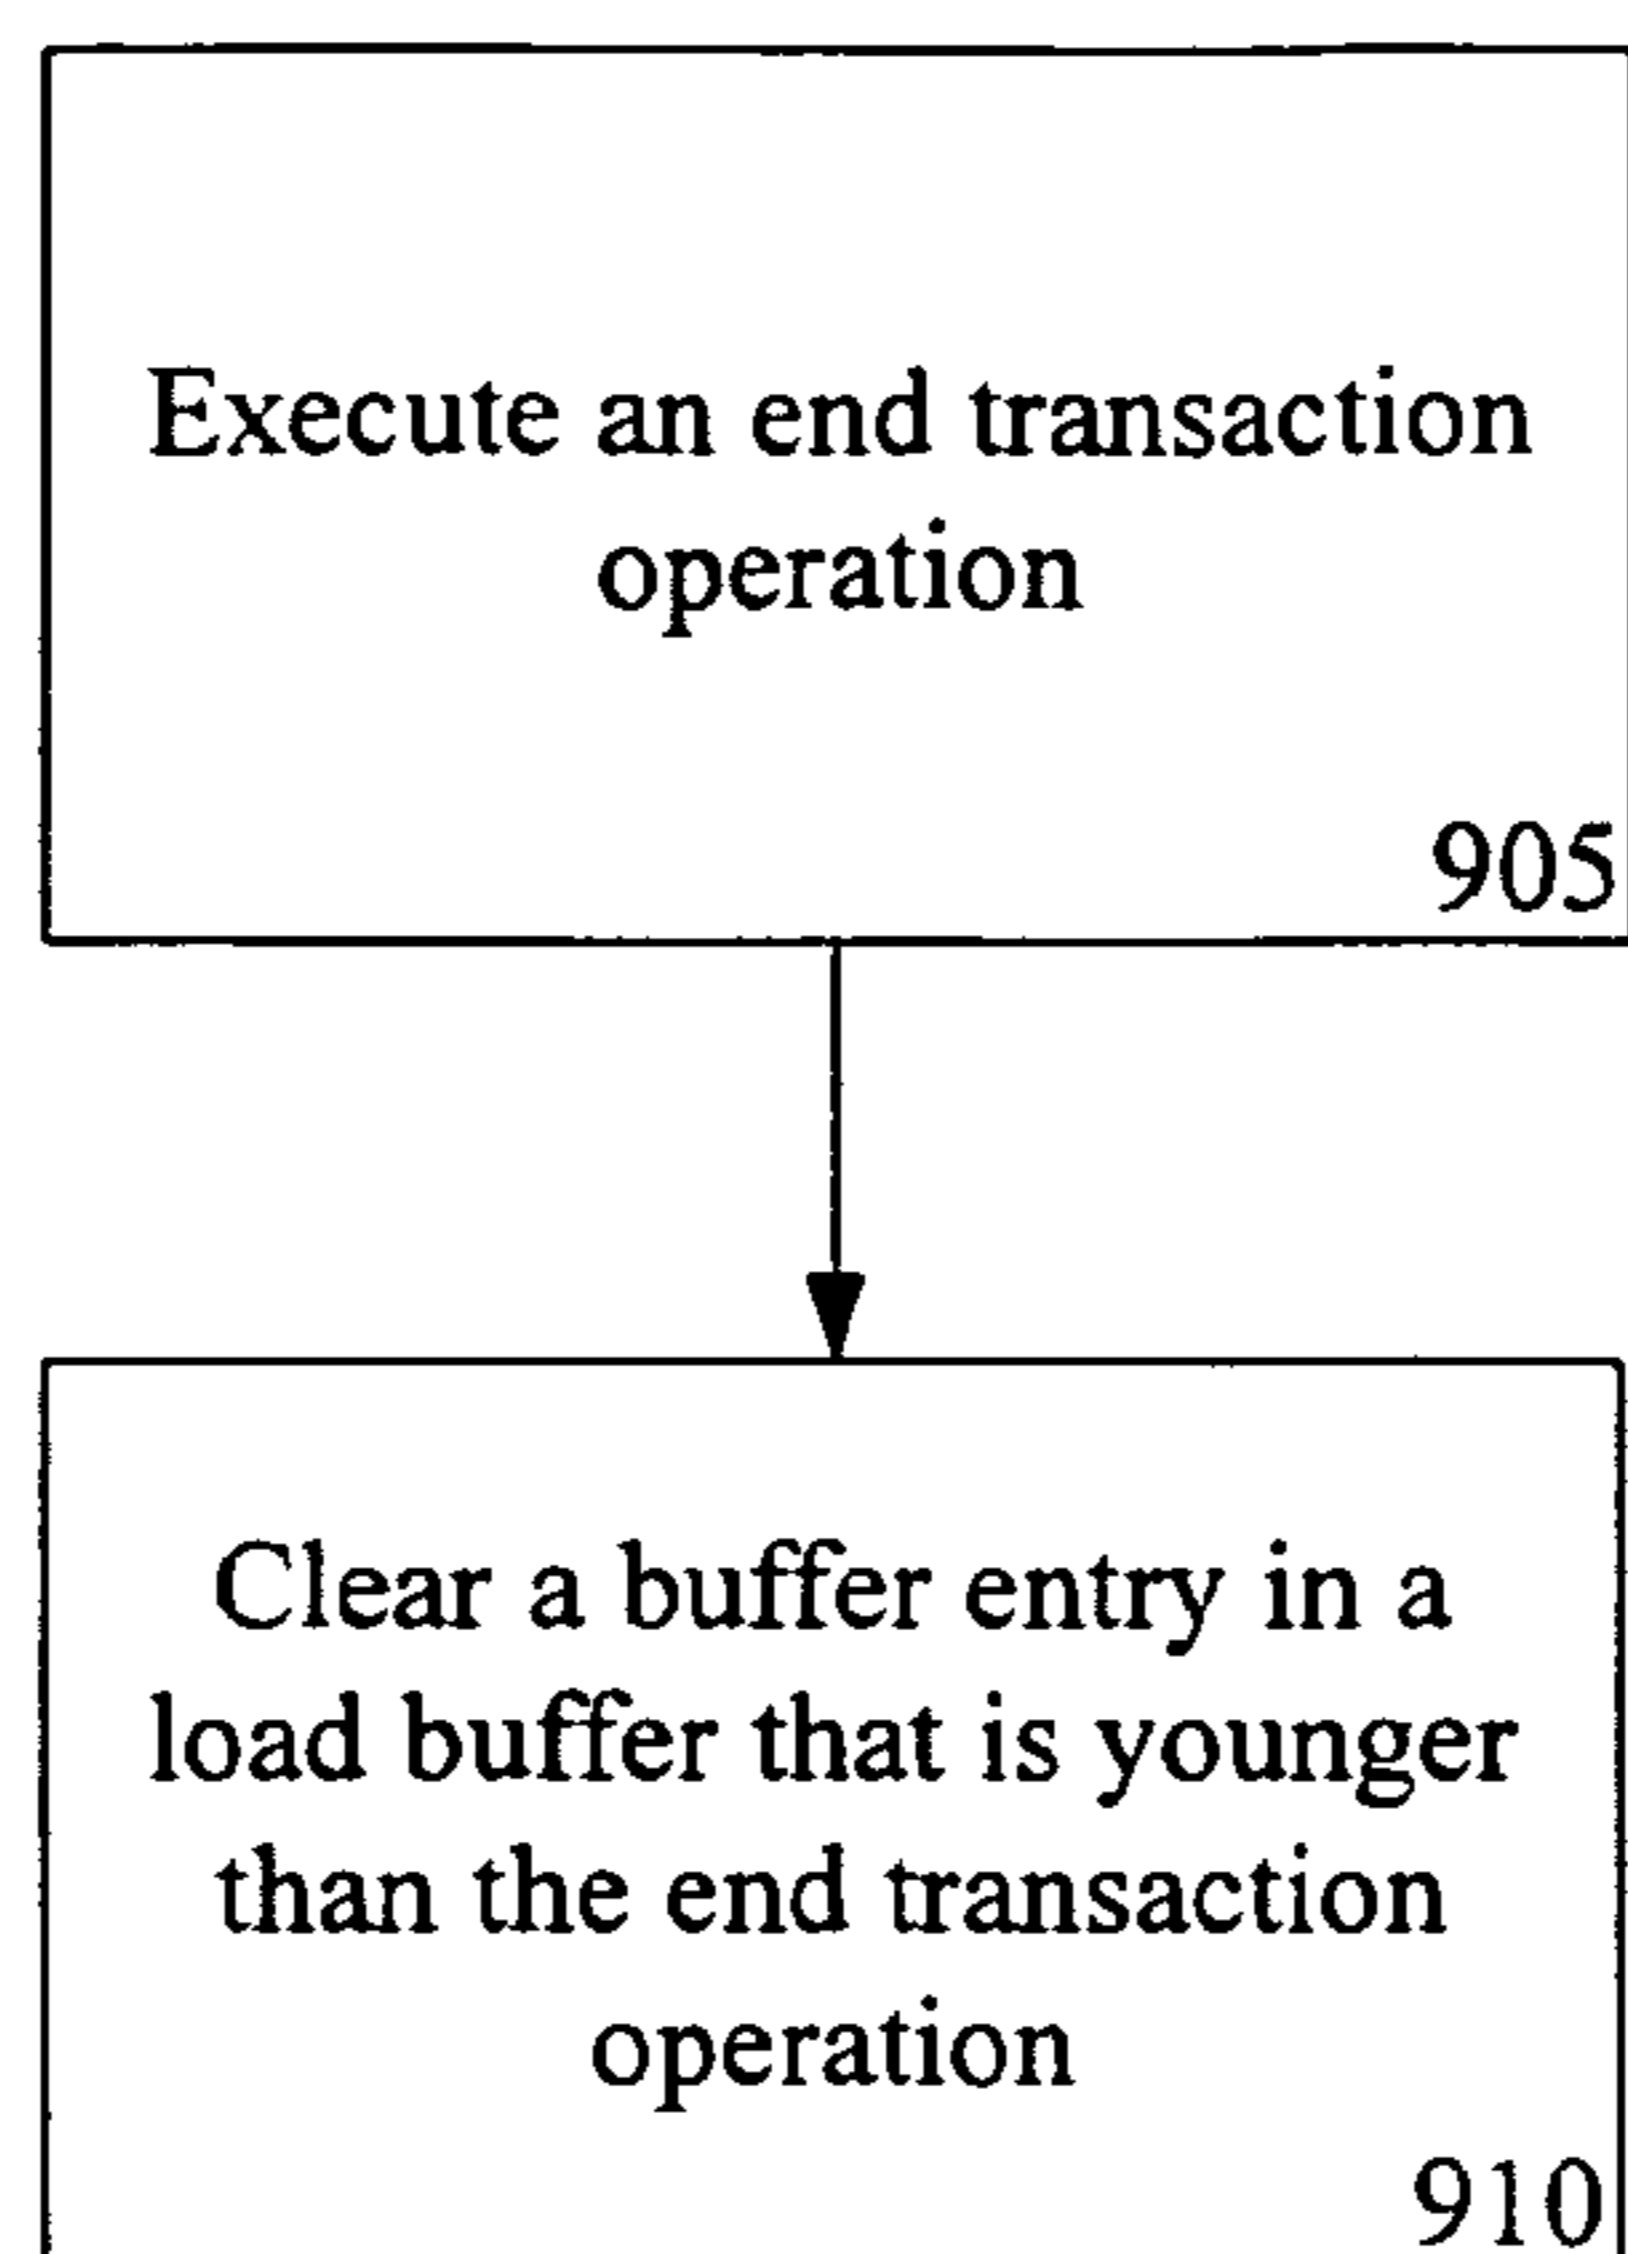 Execute an end transaction
operation
905
Clear a buffer entry in a
load buffer that is younger
than the end transaction
operation
910